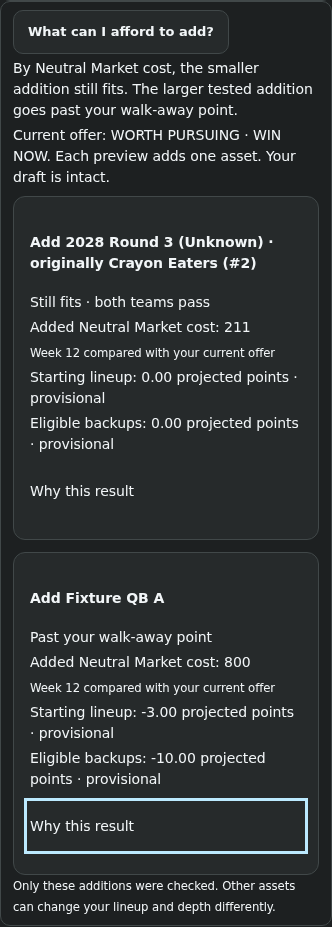 What can I afford to add?
By Neutral Market cost, the smaller
addition still fits. The larger tested addition
goes past your walk-away point.
Current offer: WORTH PURSUING · WIN
NOW. Each preview adds one asset. Your
draft is intact.
Add 2028 Round 3 (Unknown) ·
originally Crayon Eaters (#2)
Still fits · both teams pass
Added Neutral Market cost: 211
Week 12 compared with your current offer
Starting lineup: 0.00 projected points ·
provisional
Eligible backups: 0.00 projected points
· provisional
Why this result
Add Fixture QB A
Past your walk-away point
Added Neutral Market cost: 800
Week 12 compared with your current offer
Starting lineup: -3.00 projected points
· provisional
Eligible backups: -10.00 projected
points · provisional
Why this result
Only these additions were checked. Other assets
can change your lineup and depth differently.